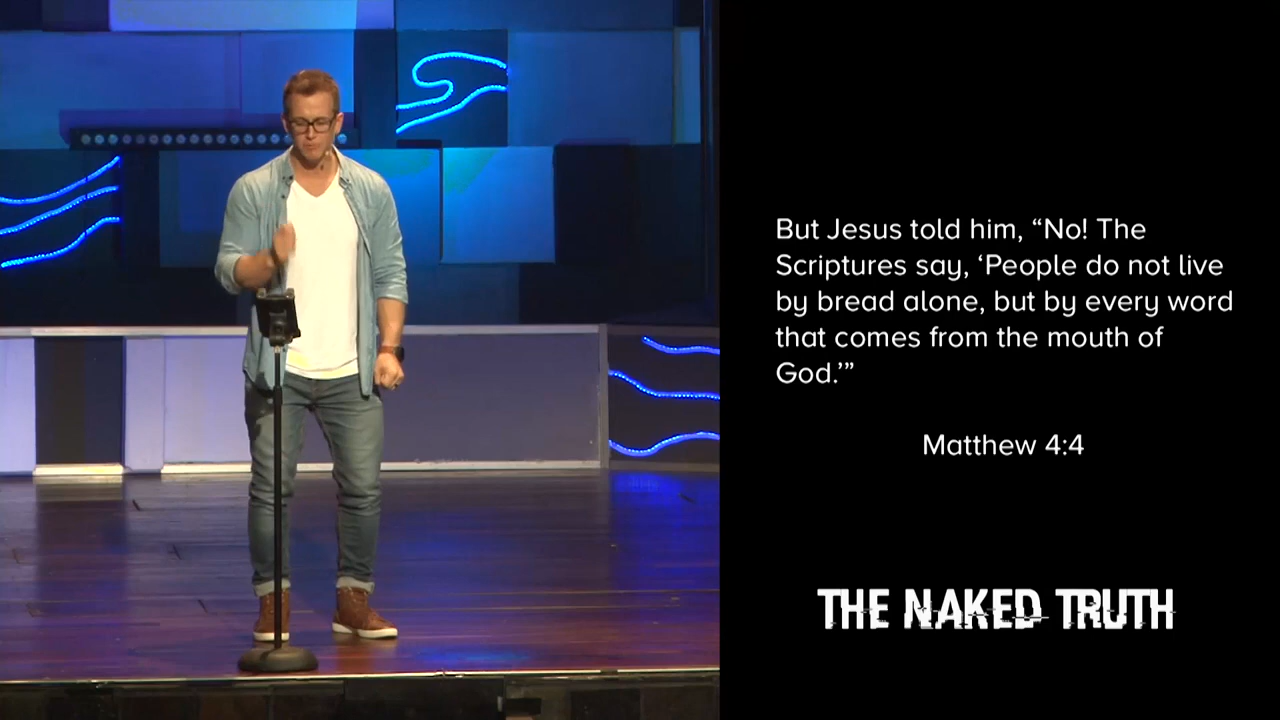 But Jesus told him, “No! The
Scriptures say, ‘People do not live
by bread alone, but by every word
that comes from the mouth of
God.’”
Matthew 4:4
THE NAKED TRUTH